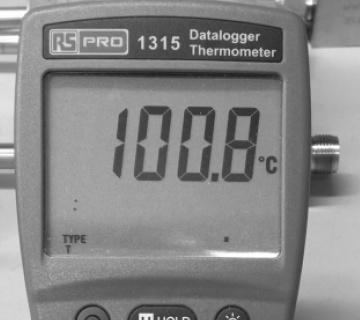 RS PRO 1315 Datalogger
Thermometer
100.8 °C
TYPE
T
HOLD